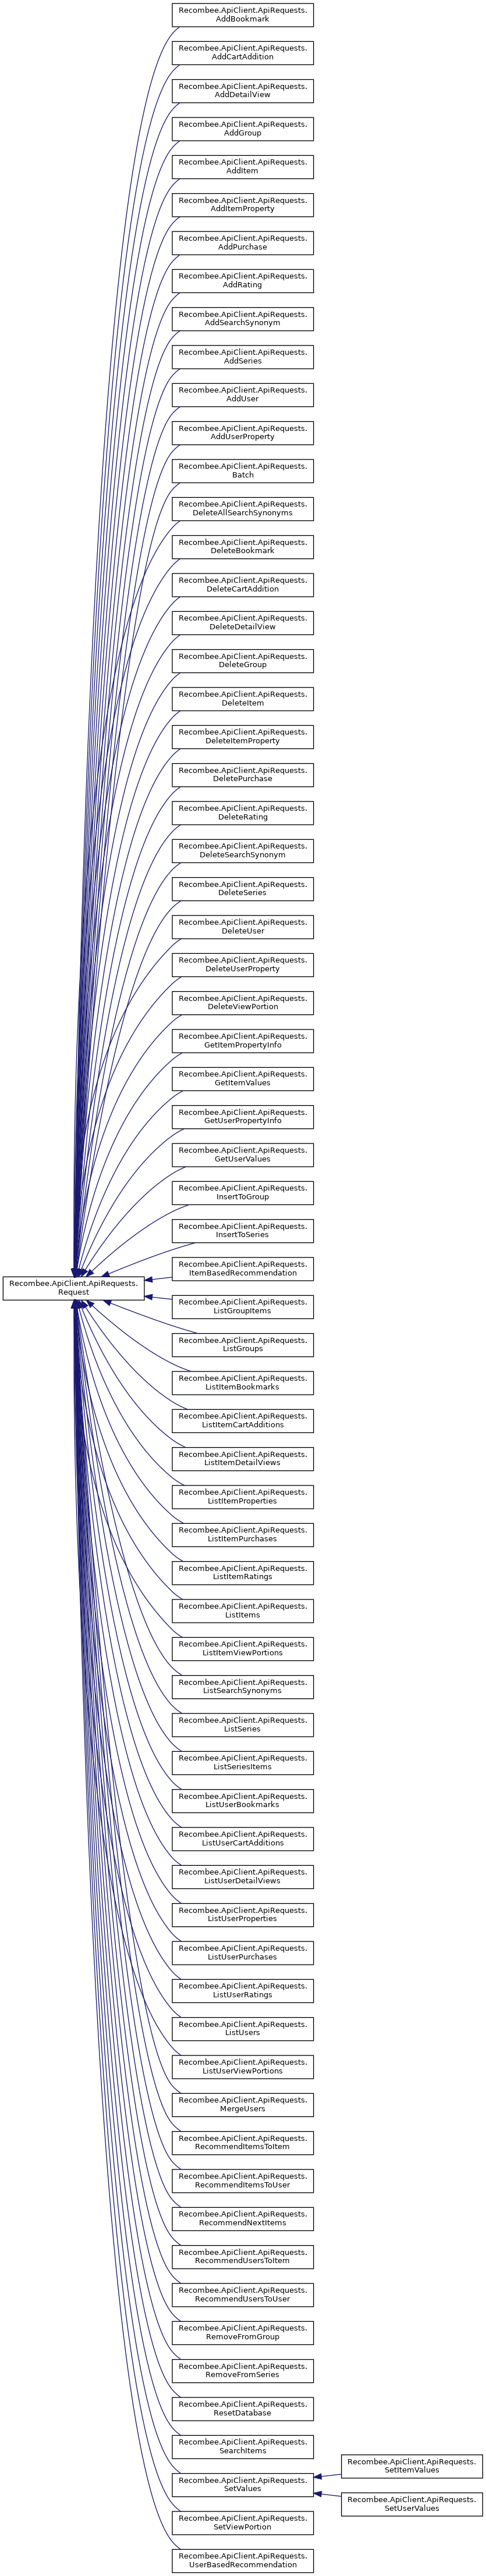 Recombee.ApiClient.ApiRequests.
AddBookmark
Recombee.ApiClient.ApiRequests.
AddCartAddition
Recombee.ApiClient.ApiRequests.
AddDetailView
Recombee.ApiClient.ApiRequests.
AddGroup
Recombee.ApiClient.ApiRequests.
AddItem
Recombee.ApiClient.ApiRequests.
AddItemProperty
Recombee.ApiClient.ApiRequests.
AddPurchase
Recombee.ApiClient.ApiRequests.
AddRating
Recombee.ApiClient.ApiRequests.
AddSearchSynonym
Recombee.ApiClient.ApiRequests.
AddSeries
Recombee.ApiClient.ApiRequests.
AddUser
Recombee.ApiClient.ApiRequests.
AddUserProperty
Recombee.ApiClient.ApiRequests.
Batch
Recombee.ApiClient.ApiRequests.
DeleteAllSearchSynonyms
Recombee.ApiClient.ApiRequests.
DeleteBookmark
Recombee.ApiClient.ApiRequests.
DeleteCartAddition
Recombee.ApiClient.ApiRequests.
DeleteDetailView
Recombee.ApiClient.ApiRequests.
DeleteGroup
Recombee.ApiClient.ApiRequests.
DeleteItem
Recombee.ApiClient.ApiRequests.
DeleteItemProperty
Recombee.ApiClient.ApiRequests.
DeletePurchase
Recombee.ApiClient.ApiRequests.
DeleteRating
Recombee.ApiClient.ApiRequests.
DeleteSearchSynonym
Recombee.ApiClient.ApiRequests.
DeleteSeries
Recombee.ApiClient.ApiRequests.
DeleteUser
Recombee.ApiClient.ApiRequests.
DeleteUserProperty
Recombee.ApiClient.ApiRequests.
DeleteViewPortion
Recombee.ApiClient.ApiRequests.
GetItemPropertyInfo
Recombee.ApiClient.ApiRequests.
GetItemValues
Recombee.ApiClient.ApiRequests.
GetUserPropertyInfo
Recombee.ApiClient.ApiRequests.
GetUserValues
Recombee.ApiClient.ApiRequests.
InsertToGroup
Recombee.ApiClient.ApiRequests.
InsertToSeries
Recombee.ApiClient.ApiRequests.
ItemBasedRecommendation
Recombee.ApiClient.ApiRequests.
Request
Recombee.ApiClient.ApiRequests.
ListGroupItems
Recombee.ApiClient.ApiRequests.
ListGroups
Recombee.ApiClient.ApiRequests.
ListItemBookmarks
Recombee.ApiClient.ApiRequests.
ListItemCartAdditions
Recombee.ApiClient.ApiRequests.
ListItemDetailViews
Recombee.ApiClient.ApiRequests.
ListItemProperties
Recombee.ApiClient.ApiRequests.
ListItemPurchases
Recombee.ApiClient.ApiRequests.
ListItemRatings
Recombee.ApiClient.ApiRequests.
ListItems
Recombee.ApiClient.ApiRequests.
ListItemViewPortions
Recombee.ApiClient.ApiRequests.
ListSearchSynonyms
Recombee.ApiClient.ApiRequests.
ListSeries
Recombee.ApiClient.ApiRequests.
ListSeriesItems
Recombee.ApiClient.ApiRequests.
ListUserBookmarks
Recombee.ApiClient.ApiRequests.
ListUserCartAdditions
Recombee.ApiClient.ApiRequests.
ListUserDetailViews
Recombee.ApiClient.ApiRequests.
ListUserProperties
Recombee.ApiClient.ApiRequests.
ListUserPurchases
Recombee.ApiClient.ApiRequests.
ListUserRatings
Recombee.ApiClient.ApiRequests.
ListUsers
Recombee.ApiClient.ApiRequests.
ListUserViewPortions
Recombee.ApiClient.ApiRequests.
MergeUsers
Recombee.ApiClient.ApiRequests.
RecommendItemsToItem
Recombee.ApiClient.ApiRequests.
RecommendItemsToUser
Recombee.ApiClient.ApiRequests.
RecommendNextItems
Recombee.ApiClient.ApiRequests.
RecommendUsersToItem
Recombee.ApiClient.ApiRequests.
RecommendUsersToUser
Recombee.ApiClient.ApiRequests.
RemoveFromGroup
Recombee.ApiClient.ApiRequests.
RemoveFromSeries
Recombee.ApiClient.ApiRequests.
ResetDatabase
Recombee.ApiClient.ApiRequests.
SearchItems
Recombee.ApiClient.ApiRequests.
SetValues
Recombee.ApiClient.ApiRequests.
SetItemValues
Recombee.ApiClient.ApiRequests.
SetUserValues
Recombee.ApiClient.ApiRequests.
SetViewPortion
Recombee.ApiClient.ApiRequests.
UserBasedRecommendation